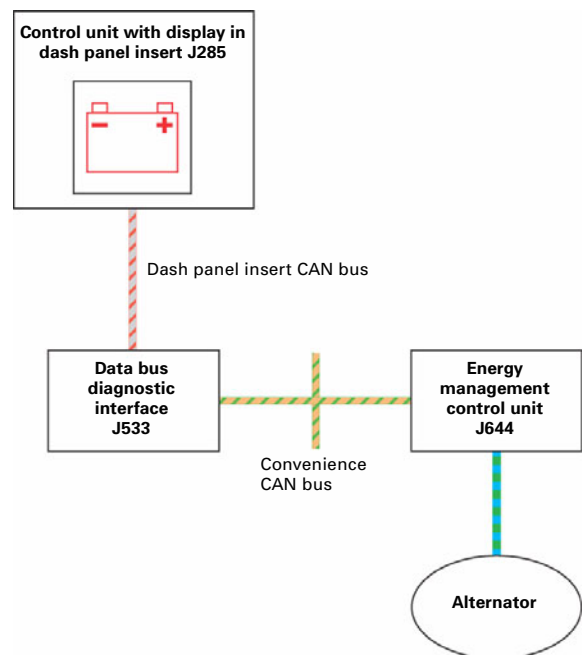 Control unit with display in
dash panel insert J285
– +
Dash panel insert CAN bus
Data bus
diagnostic
interface
J533
Energy
management
control unit
J644
Convenience
CAN bus
Alternator